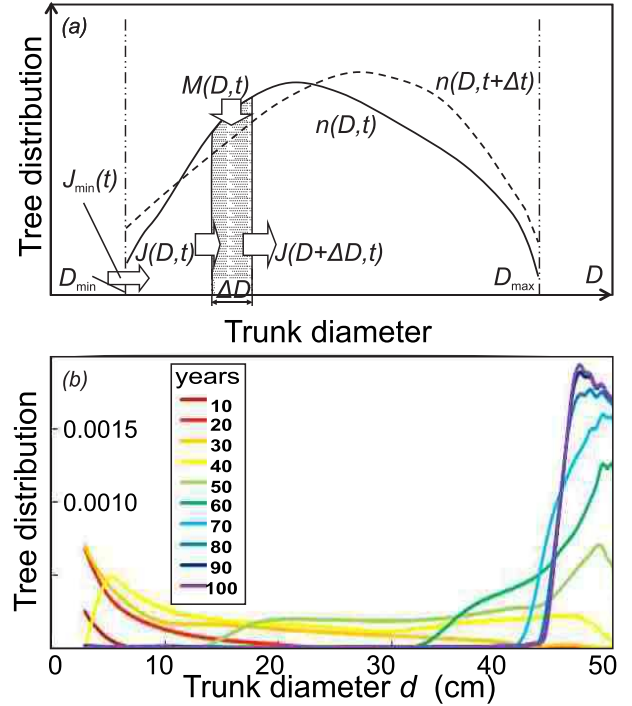 (a)
Tree distribution
M(D,t)
n(D,t+Δt)
n(D,t)
J_min(t)
J(D,t)
J(D+ΔD,t)
D_min
ΔD
D_max
D
Trunk diameter
(b)
Tree distribution
years
10
20
30
40
50
60
70
80
90
100
0.0015
0.0010
0 10 20 30 40 50
Trunk diameter d (cm)